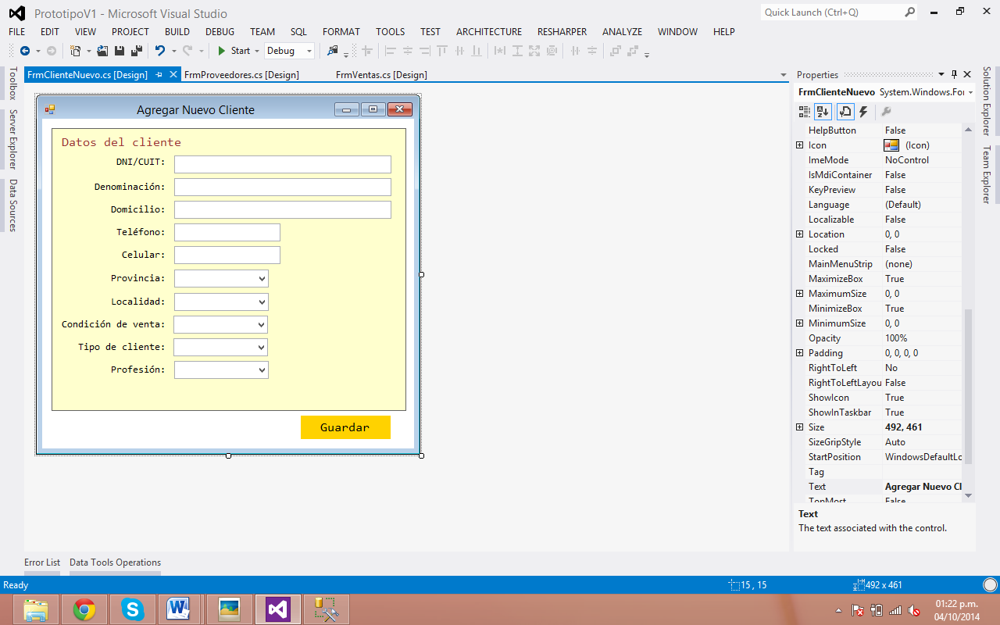 PrototipoV1 - Microsoft Visual Studio
Quick Launch (Ctrl+Q)
FILE EDIT VIEW PROJECT BUILD DEBUG TEAM SQL FORMAT TOOLS TEST ARCHITECTURE RESHARPER ANALYZE WINDOW HELP
Start Debug
FrmClienteNuevo.cs [Design] FrmProveedores.cs [Design] FrmVentas.cs [Design]
Toolbox
Server Explorer
Data Sources
Agregar Nuevo Cliente
Datos del cliente
DNI/CUIT:
Denominación:
Domicilio:
Teléfono:
Celular:
Provincia:
Localidad:
Condición de venta:
Tipo de cliente:
Profesión:
Guardar
Properties
FrmClienteNuevo System.Windows.For
HelpButton False
Icon (Icon)
ImeMode NoControl
IsMdiContainer False
KeyPreview False
Language (Default)
Localizable False
Location 0, 0
Locked False
MainMenuStrip (none)
MaximizeBox True
MaximumSize 0, 0
MinimizeBox True
MinimumSize 0, 0
Opacity 100%
Padding 0, 0, 0, 0
RightToLeft No
RightToLeftLayou False
ShowIcon True
ShowInTaskbar True
Size 492, 461
SizeGripStyle Auto
StartPosition WindowsDefaultLo
Tag
Text Agregar Nuevo Cl
TopMost False
Text
The text associated with the control.
Solution Explorer
Team Explorer
Error List Data Tools Operations
Ready 15 , 15 492 x 461
01:22 p.m.
04/10/2014